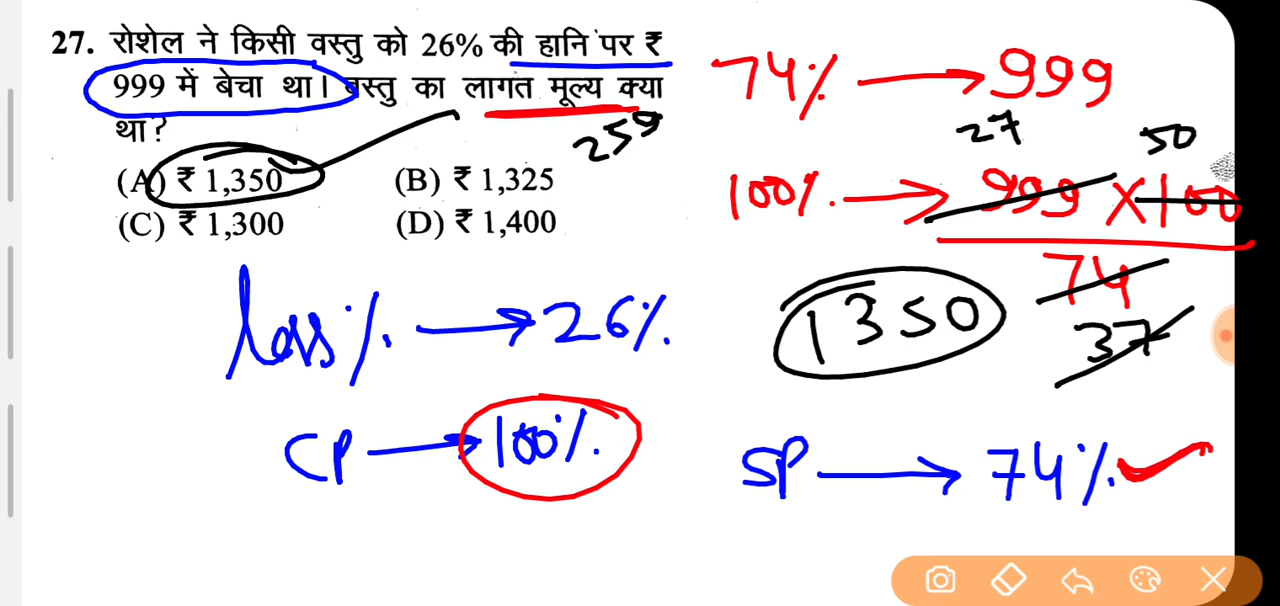 27. रोशेल ने किसी वस्तु को 26% की हानि पर ₹
999 में बेचा था। वस्तु का लागत मूल्य क्या
था?
(A) ₹ 1,350 (B) ₹ 1,325
(C) ₹ 1,300 (D) ₹ 1,400
259
74% → 999
27 50
100% → 999 X 100
74
37
1350
loss% → 26%
CP → 100%
SP → 74%